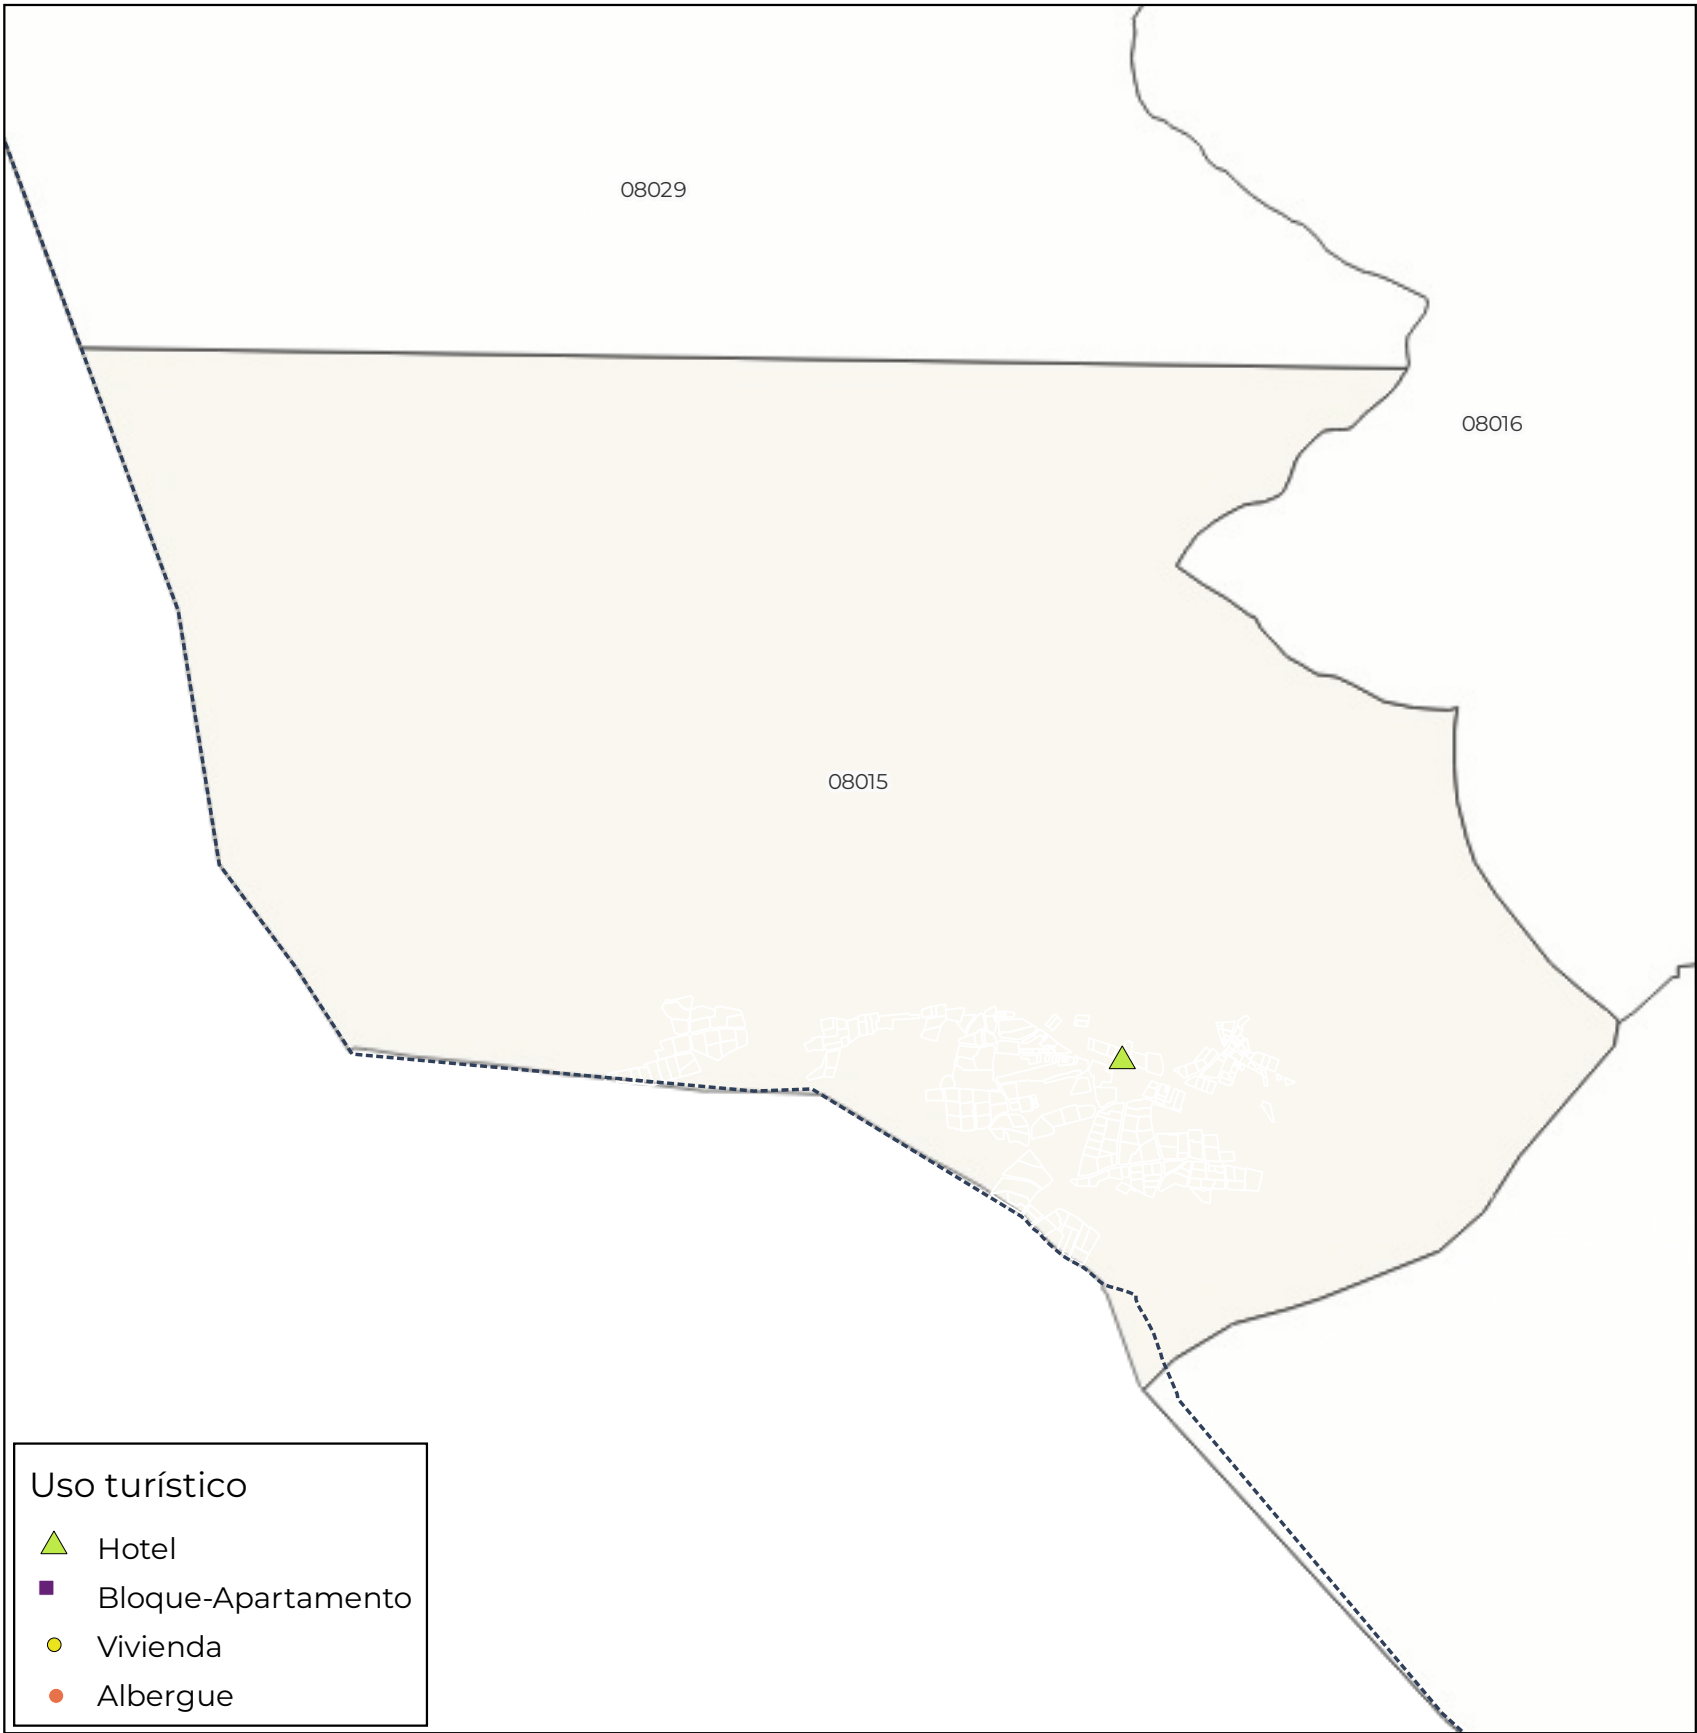 08029
08016
08015
Uso turístico
Hotel
Bloque-Apartamento
Vivienda
Albergue